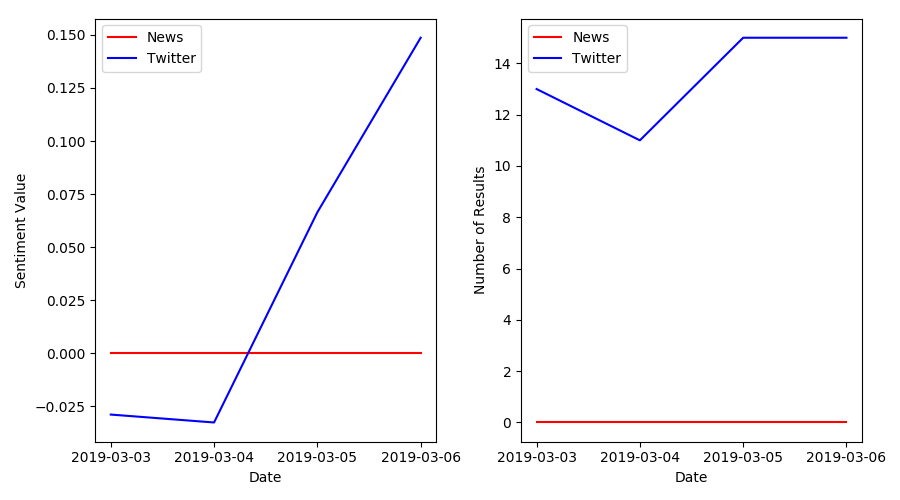 News
Twitter
0.150
0.125
0.100
0.075
0.050
0.025
0.000
−0.025
Sentiment Value
2019-03-03 2019-03-04 2019-03-05 2019-03-06
Date
News
Twitter
14
12
10
8
6
4
2
0
Number of Results
2019-03-03 2019-03-04 2019-03-05 2019-03-06
Date